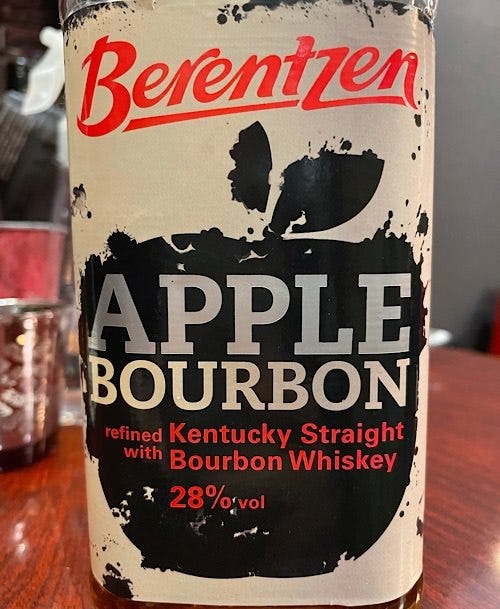 Berentzen
APPLE
BOURBON
refined Kentucky Straight
with Bourbon Whiskey
28% vol